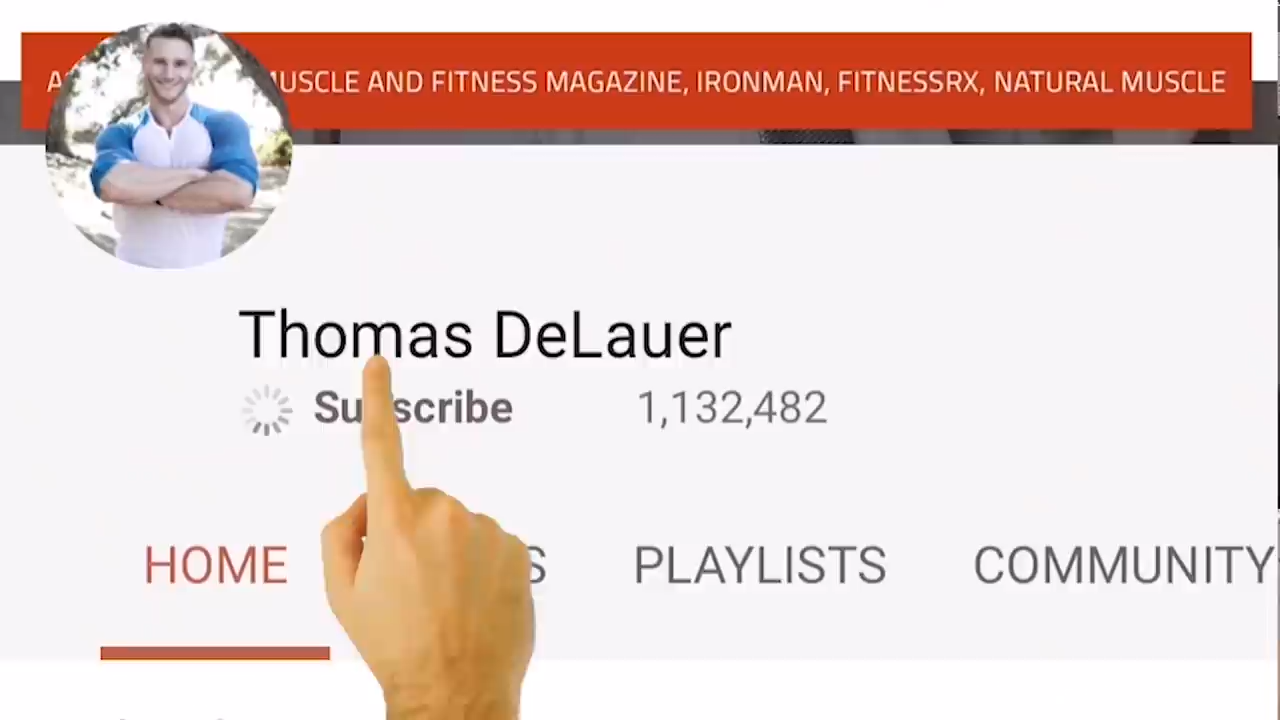 MUSCLE AND FITNESS MAGAZINE, IRONMAN, FITNESSRX, NATURAL MUSCLE
Thomas DeLauer
Subscribe 1,132,482
HOME PLAYLISTS COMMUNITY